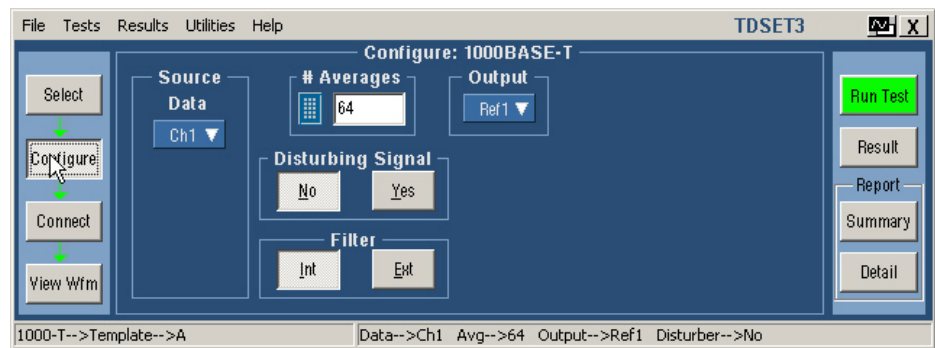 File Tests Results Utilities Help TDSET3 X
Configure: 1000BASE-T
Select
Configure
Connect
View Wfm
Source
Data
Ch1
# Averages
64
Output
Ref1
Disturbing Signal
No Yes
Filter
Int Ext
Run Test
Result
Report
Summary
Detail
1000-T-->Template-->A Data-->Ch1 Avg-->64 Output-->Ref1 Disturber-->No